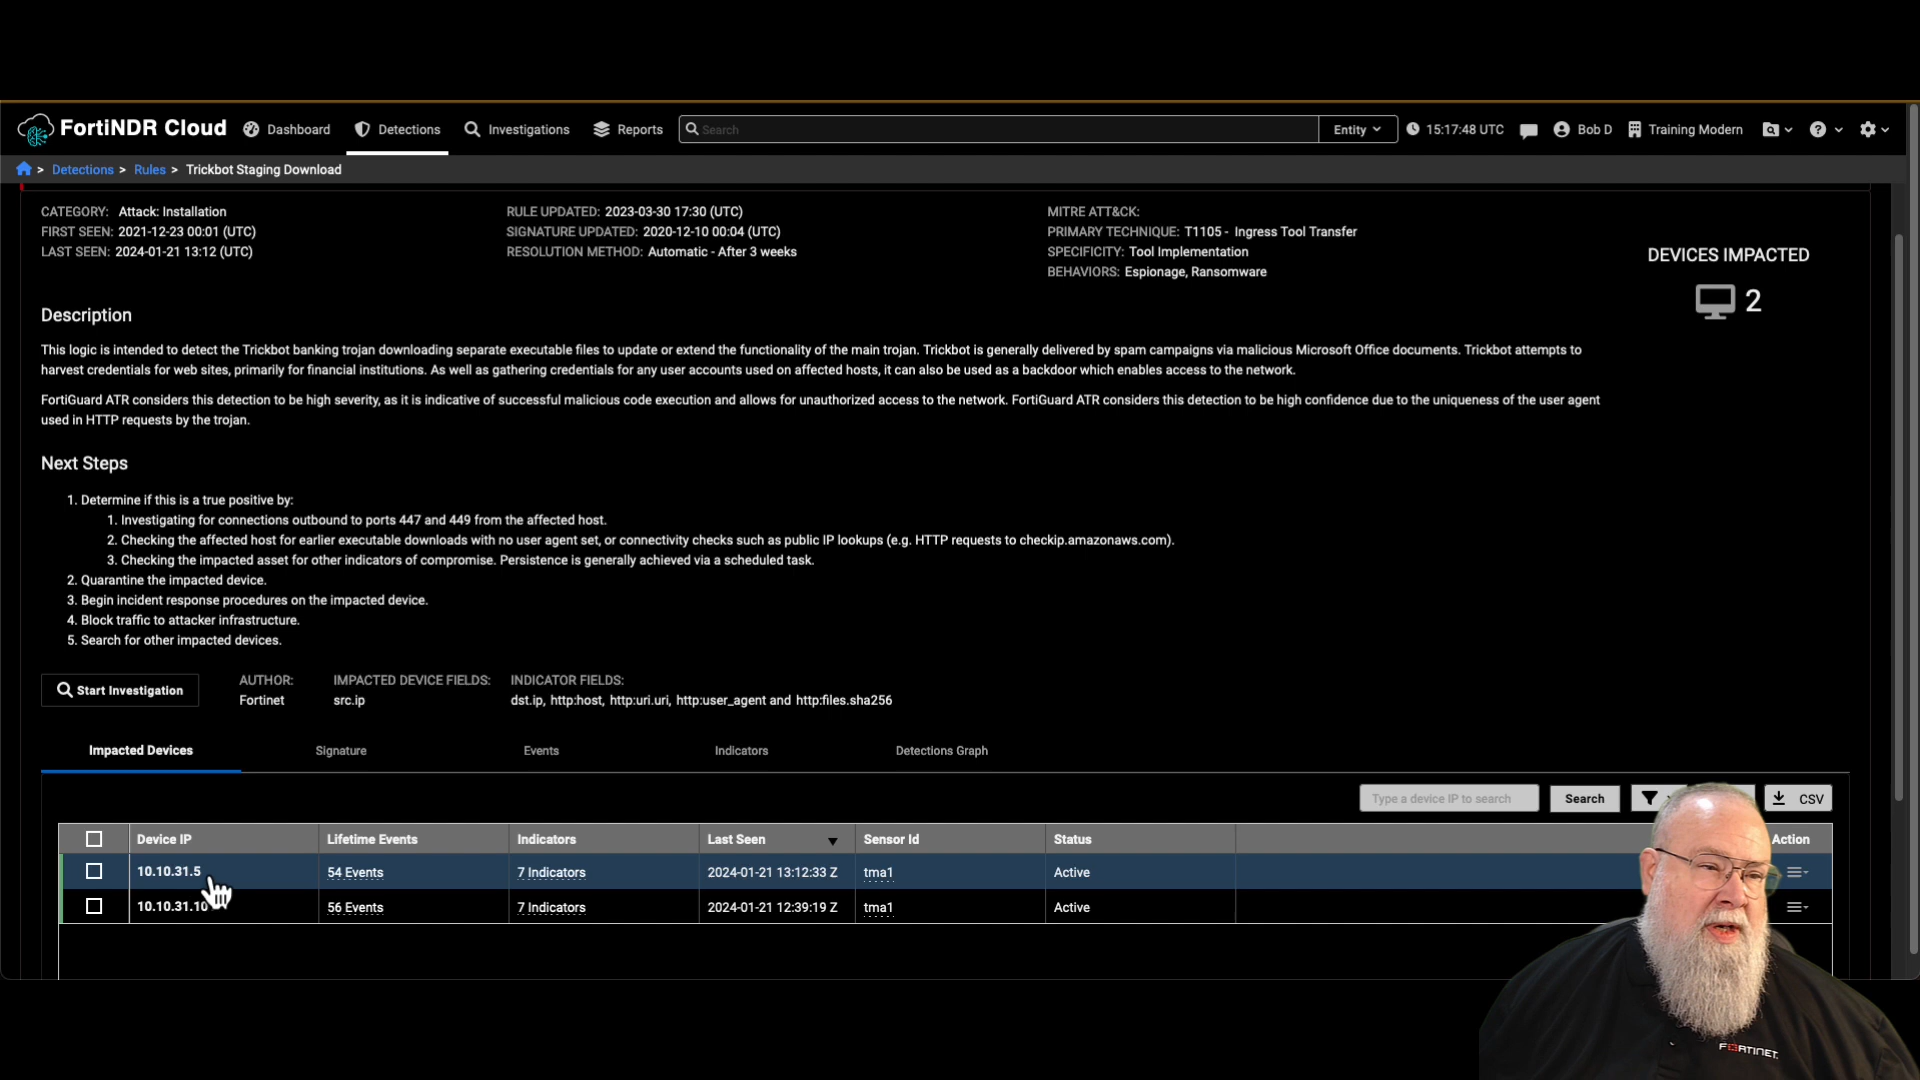 FortiNDR Cloud Dashboard Detections Investigations Reports Search Entity 15:17:48 UTC Bob D Training Modern
> Detections > Rules > Trickbot Staging Download
CATEGORY: Attack: Installation
FIRST SEEN: 2021-12-23 00:01 (UTC)
LAST SEEN: 2024-01-21 13:12 (UTC)
RULE UPDATED: 2023-03-30 17:30 (UTC)
SIGNATURE UPDATED: 2020-12-10 00:04 (UTC)
RESOLUTION METHOD: Automatic - After 3 weeks
MITRE ATT&CK:
PRIMARY TECHNIQUE: T1105 - Ingress Tool Transfer
SPECIFICITY: Tool Implementation
BEHAVIORS: Espionage, Ransomware
DEVICES IMPACTED
2
Description
This logic is intended to detect the Trickbot banking trojan downloading separate executable files to update or extend the functionality of the main trojan. Trickbot is generally delivered by spam campaigns via malicious Microsoft Office documents. Trickbot attempts to
harvest credentials for web sites, primarily for financial institutions. As well as gathering credentials for any user accounts used on affected hosts, it can also be used as a backdoor which enables access to the network.
FortiGuard ATR considers this detection to be high severity, as it is indicative of successful malicious code execution and allows for unauthorized access to the network. FortiGuard ATR considers this detection to be high confidence due to the uniqueness of the user agent
used in HTTP requests by the trojan.
Next Steps
1. Determine if this is a true positive by:
1. Investigating for connections outbound to ports 447 and 449 from the affected host.
2. Checking the affected host for earlier executable downloads with no user agent set, or connectivity checks such as public IP lookups (e.g. HTTP requests to checkip.amazonaws.com).
3. Checking the impacted asset for other indicators of compromise. Persistence is generally achieved via a scheduled task.
2. Quarantine the impacted device.
3. Begin incident response procedures on the impacted device.
4. Block traffic to attacker infrastructure.
5. Search for other impacted devices.
Start Investigation
AUTHOR:
Fortinet
IMPACTED DEVICE FIELDS:
src.ip
INDICATOR FIELDS:
dst.ip, http:host, http:uri.uri, http:user_agent and http:files.sha256
Impacted Devices Signature Events Indicators Detections Graph
Type a device IP to search Search CSV
Device IP Lifetime Events Indicators Last Seen Sensor Id Status Action
10.10.31.5 54 Events 7 Indicators 2024-01-21 13:12:33 Z tma1 Active
10.10.31.10 56 Events 7 Indicators 2024-01-21 12:39:19 Z tma1 Active
FORTINET